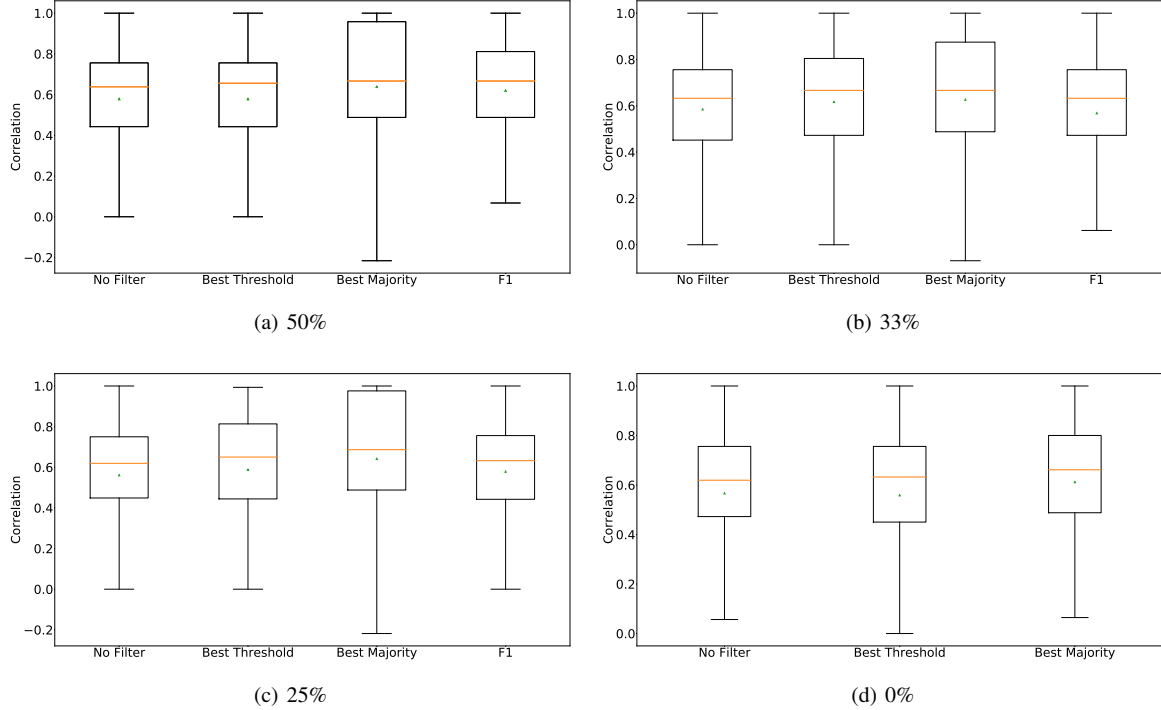 1.0
0.8
0.6
0.4
0.2
0.0
−0.2
Correlation
No Filter Best Threshold Best Majority F1
(a) 50%
1.0
0.8
0.6
0.4
0.2
0.0
Correlation
No Filter Best Threshold Best Majority F1
(b) 33%
1.0
0.8
0.6
0.4
0.2
0.0
−0.2
Correlation
No Filter Best Threshold Best Majority F1
(c) 25%
1.0
0.8
0.6
0.4
0.2
0.0
Correlation
No Filter Best Threshold Best Majority
(d) 0%